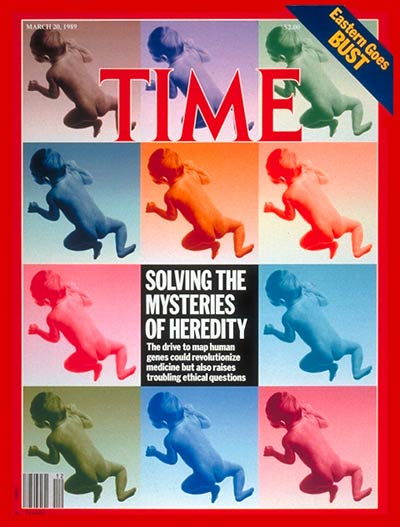 MARCH 20, 1989
$2.00
Eastern Goes
BUST
TIME
SOLVING THE
MYSTERIES
OF HEREDITY
The drive to map human
genes could revolutionize
medicine but also raises
troubling ethical questions
12